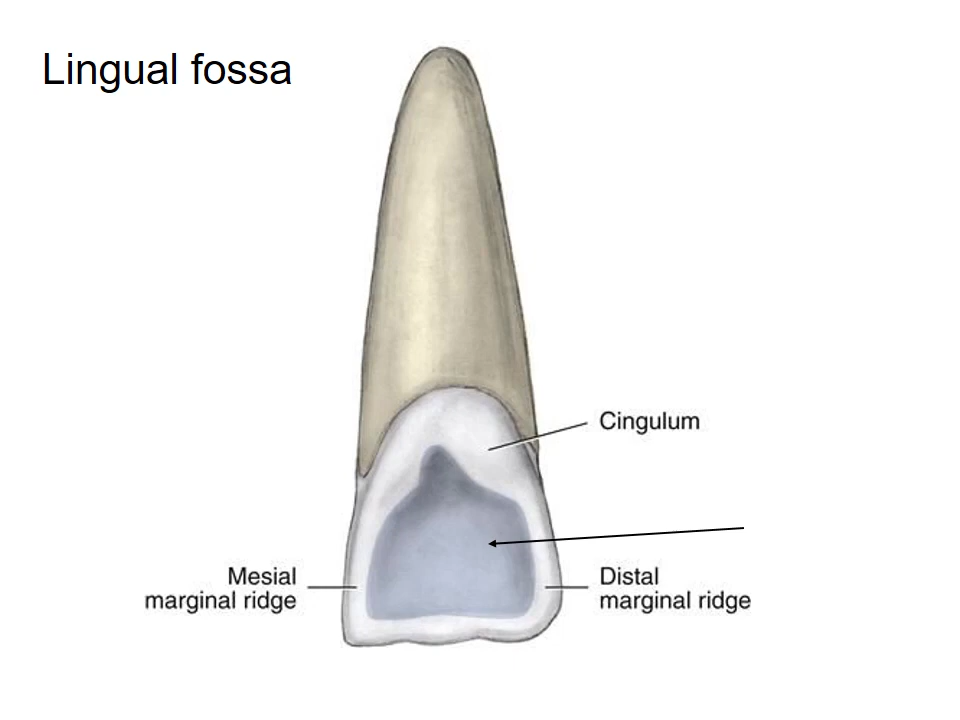 Lingual fossa
Cingulum
Mesial
marginal ridge
Distal
marginal ridge